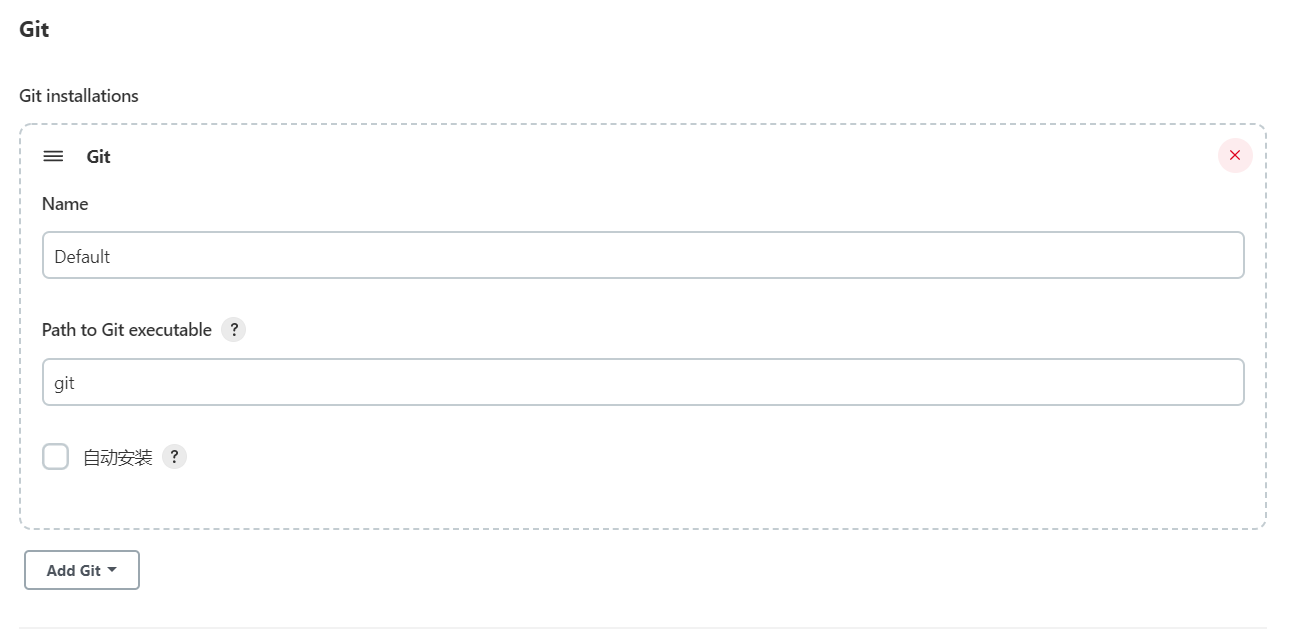 Git
Git installations
Git
Name
Default
Path to Git executable ?
git
自动安装 ?
Add Git